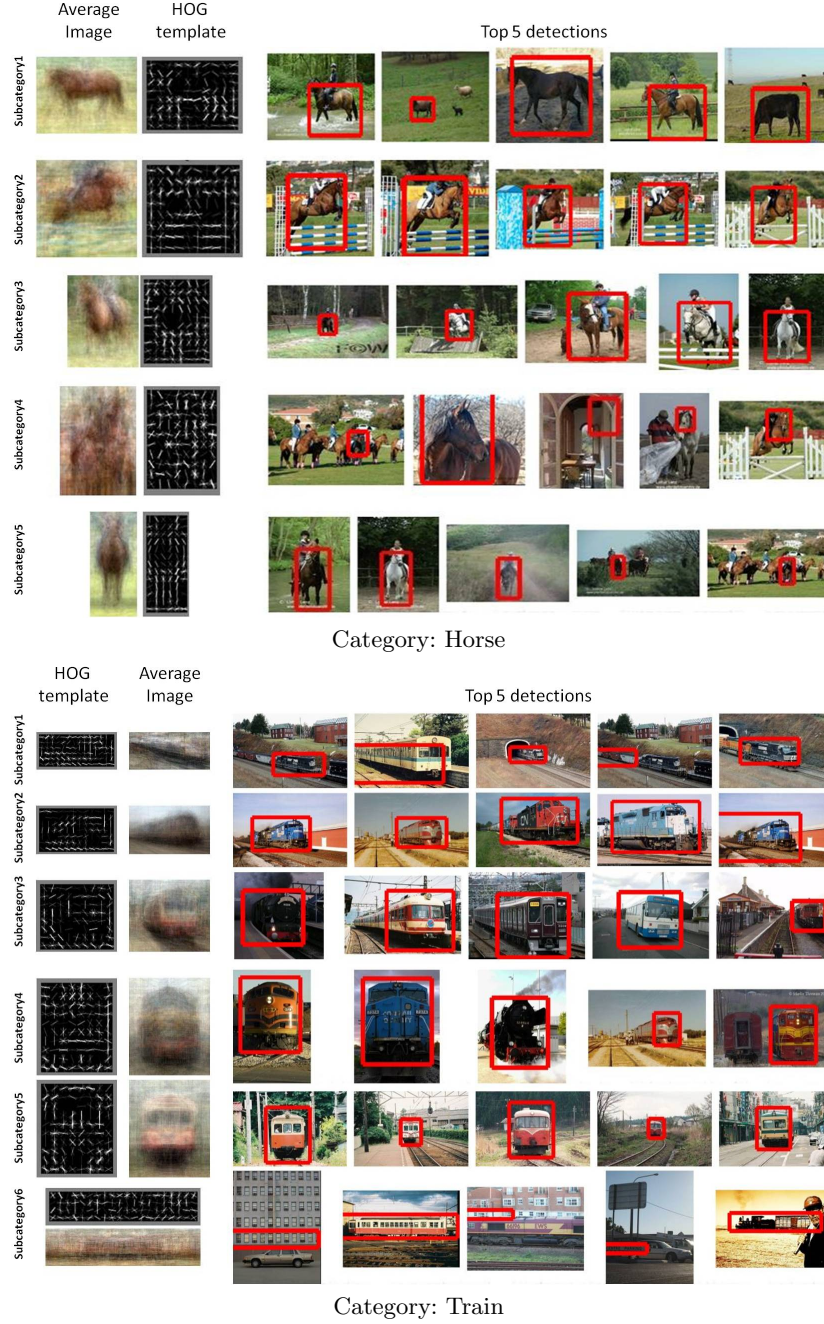 Average
Image
HOG
template
Top 5 detections
Subcategory1
Subcategory2
Subcategory3
Subcategory4
Subcategory5
Category: Horse
HOG
template
Average
Image
Top 5 detections
Subcategory1
Subcategory2
Subcategory3
Subcategory4
Subcategory5
Subcategory6
Category: Train